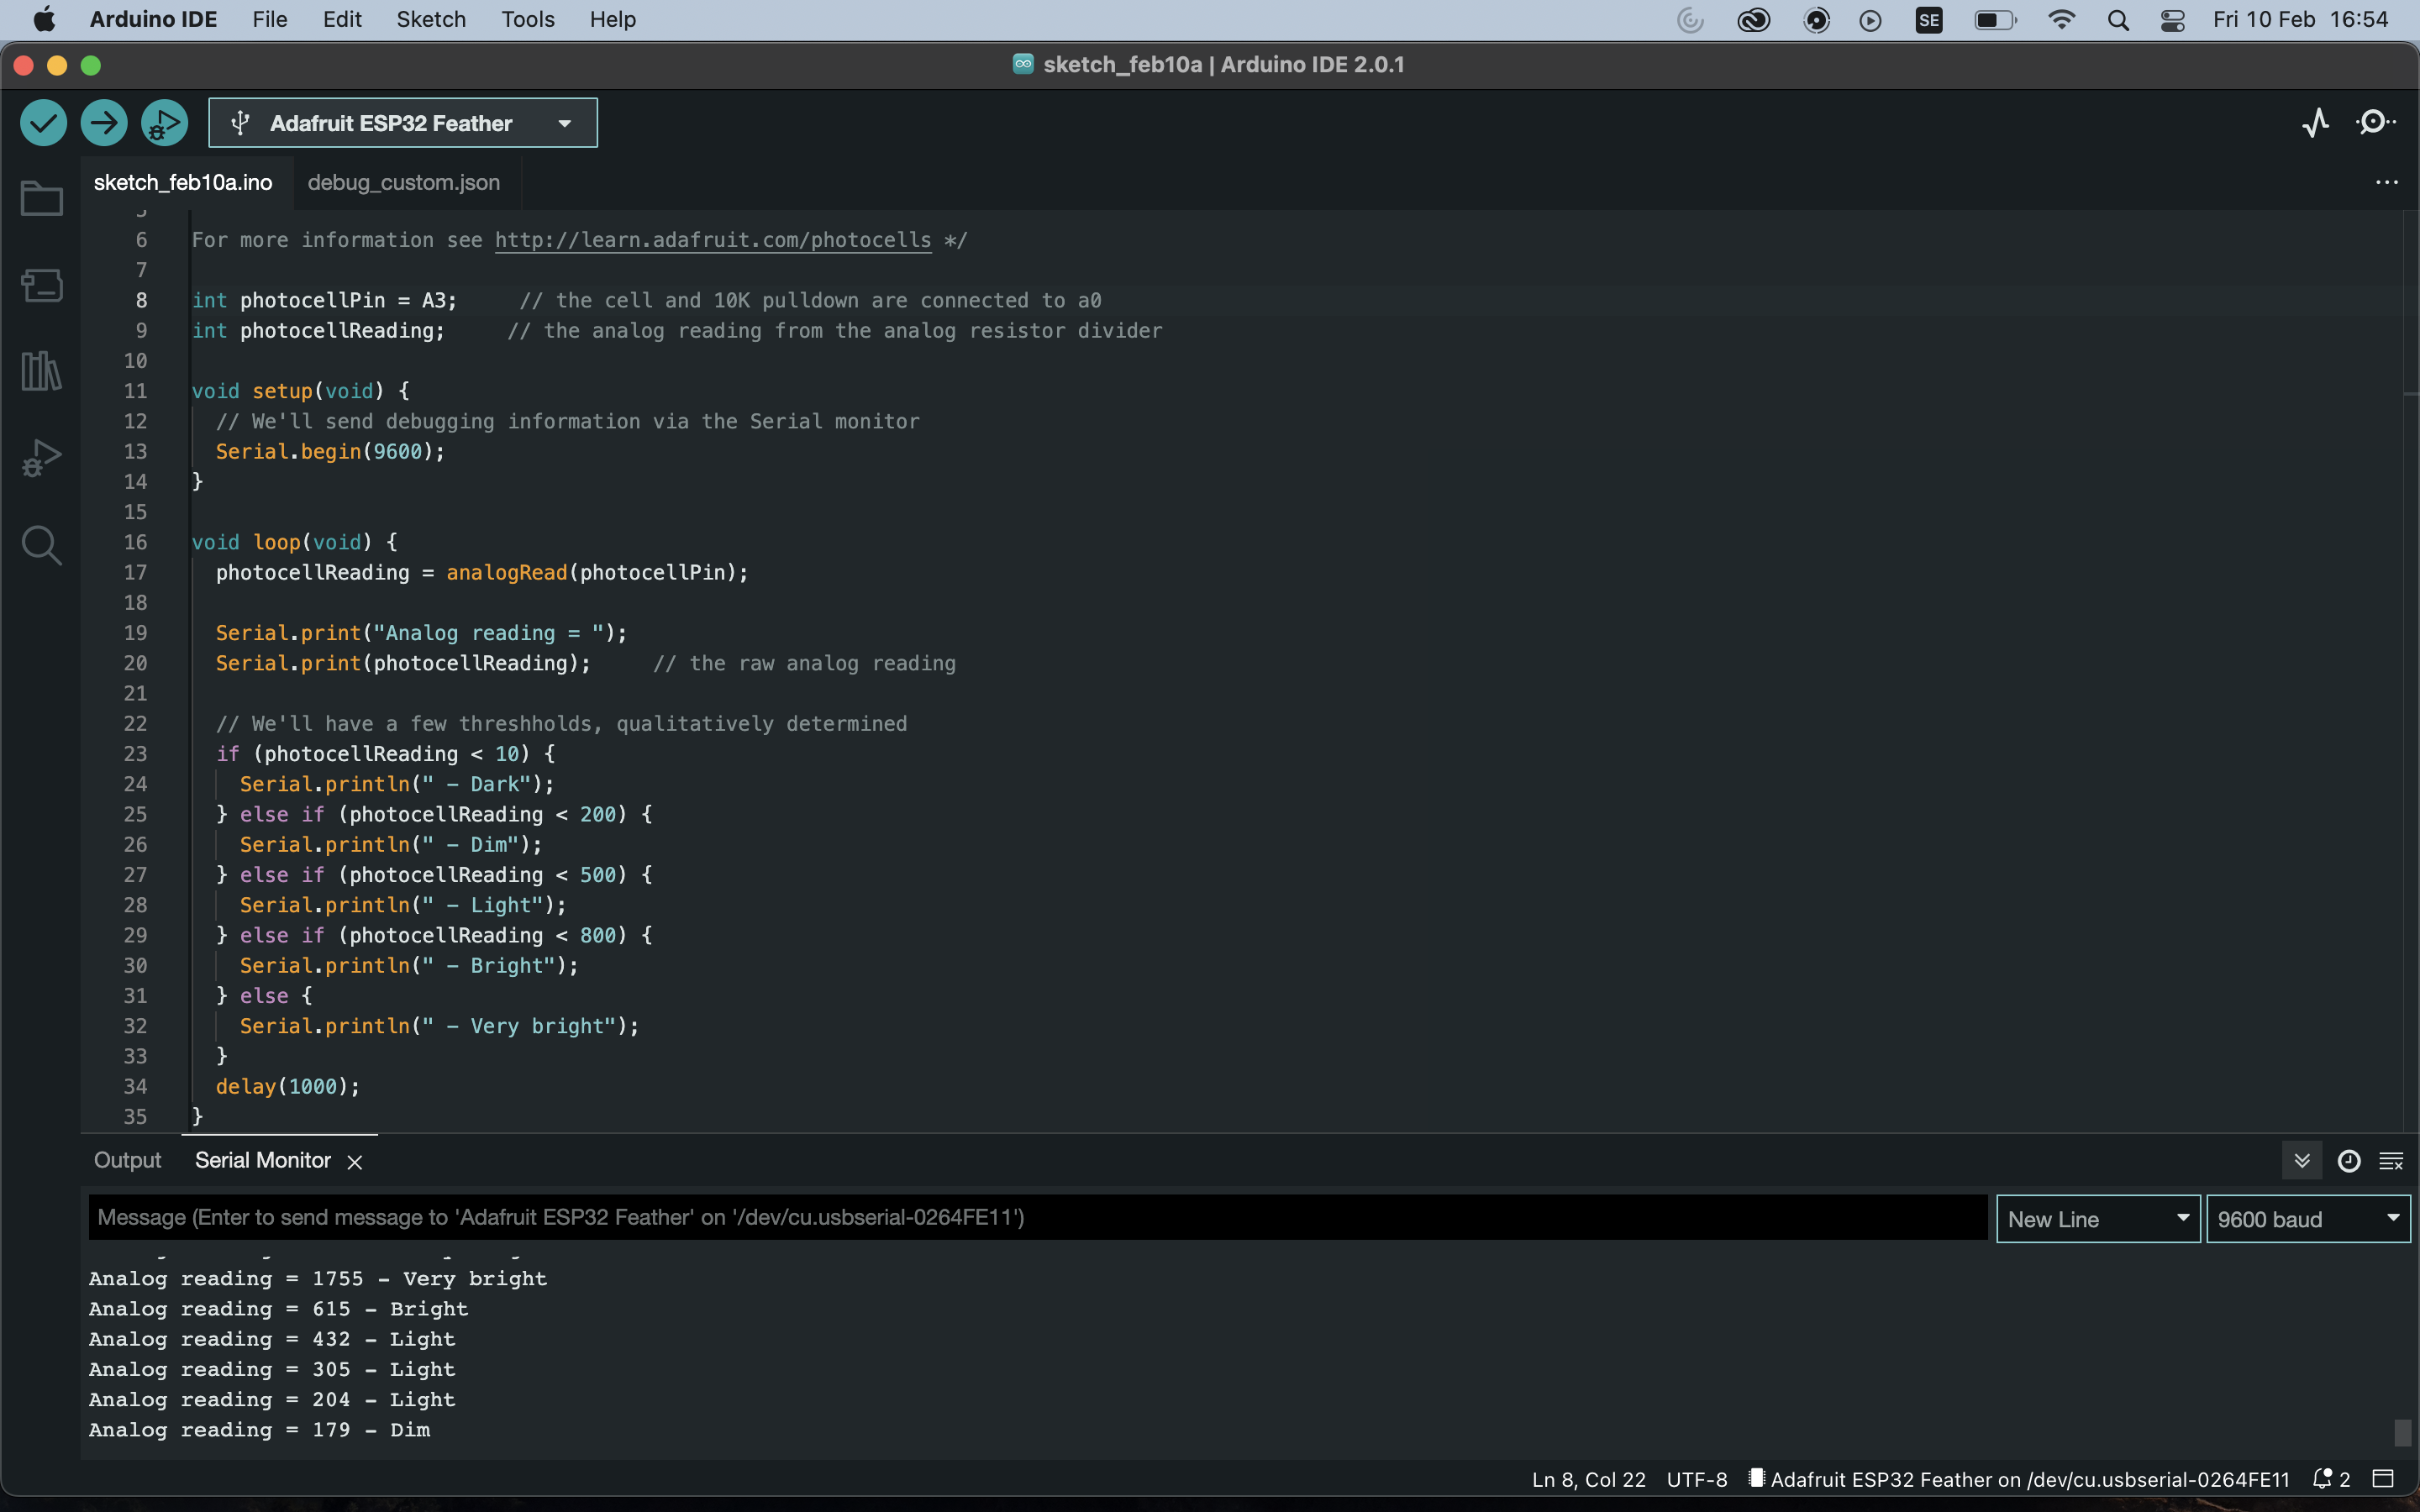 Arduino IDE File Edit Sketch Tools Help SE Fri 10 Feb 16:54
sketch_feb10a | Arduino IDE 2.0.1
Adafruit ESP32 Feather
sketch_feb10a.ino debug_custom.json
5
6 For more information see http://learn.adafruit.com/photocells */
7
8 int photocellPin = A3; // the cell and 10K pulldown are connected to a0
9 int photocellReading; // the analog reading from the analog resistor divider
10
11 void setup(void) {
12 // We'll send debugging information via the Serial monitor
13 Serial.begin(9600);
14 }
15
16 void loop(void) {
17 photocellReading = analogRead(photocellPin);
18
19 Serial.print("Analog reading = ");
20 Serial.print(photocellReading); // the raw analog reading
21
22 // We'll have a few threshholds, qualitatively determined
23 if (photocellReading < 10) {
24 Serial.println(" - Dark");
25 } else if (photocellReading < 200) {
26 Serial.println(" - Dim");
27 } else if (photocellReading < 500) {
28 Serial.println(" - Light");
29 } else if (photocellReading < 800) {
30 Serial.println(" - Bright");
31 } else {
32 Serial.println(" - Very bright");
33 }
34 delay(1000);
35 }
Output Serial Monitor
Message (Enter to send message to 'Adafruit ESP32 Feather' on '/dev/cu.usbserial-0264FE11') New Line 9600 baud
Analog reading = 1755 - Very bright
Analog reading = 615 - Bright
Analog reading = 432 - Light
Analog reading = 305 - Light
Analog reading = 204 - Light
Analog reading = 179 - Dim
Ln 8, Col 22 UTF-8 Adafruit ESP32 Feather on /dev/cu.usbserial-0264FE11 2